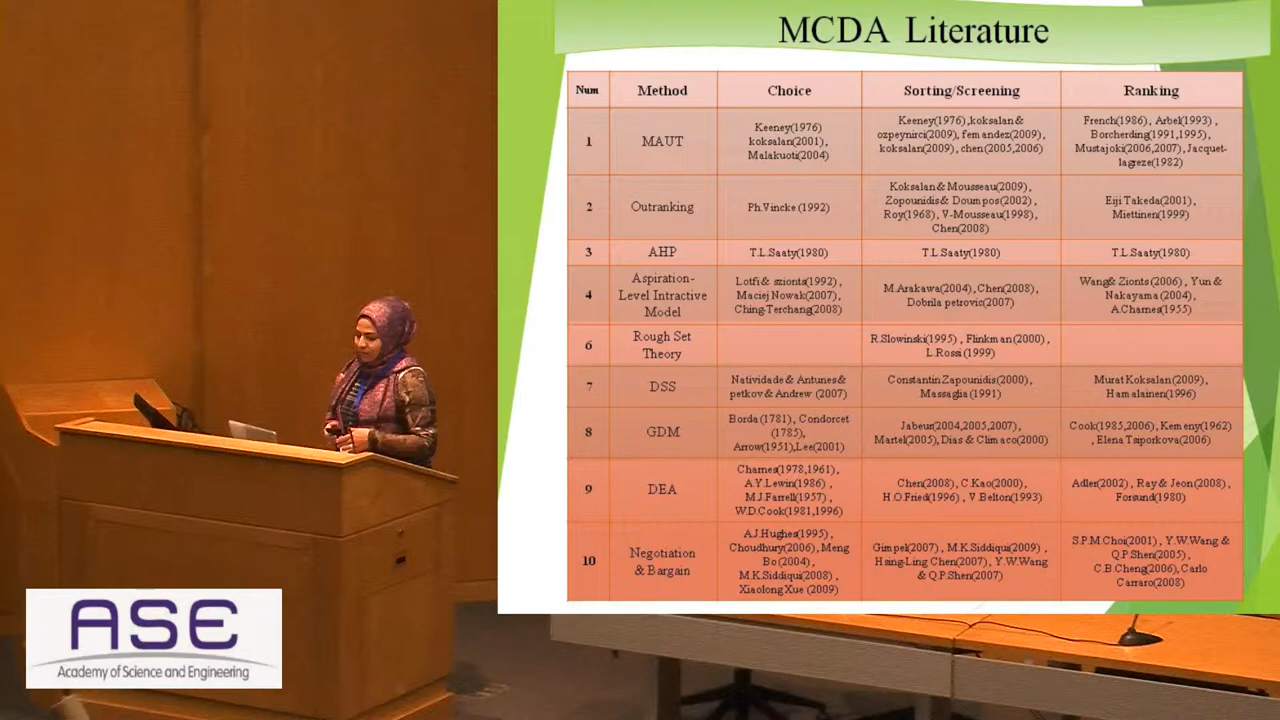 MCDA Literature
Num Method Choice Sorting/Screening Ranking
1
MAUT
Keeney(1976)
koksalan(2001),
Malakuoti(2004)
Keeney(1976),koksalan &
ozpeynirci(2009), fernandez(2009),
koksalan(2009), chen(2005,2006)
French(1986), Arbel(1993),
Borcherding(1991,1995),
Mustajoki(2006,2007), Jacquet-
lagreze(1982)
2
Outranking
Ph.Vincke (1992)
Koksalan & Mousseau(2009),
Zopounidis & Doumpos(2002),
Roy(1968), V-Mousseau(1998),
Chen(2008)
Eiji Takeda(2001),
Miettinen(1999)
3
AHP
T.L.Saaty(1980)
T.L.Saaty(1980)
T.L.Saaty(1980)
4
Aspiration-
Level Intractive
Model
Lotfi & szionts(1992),
Maciej Nowak(2007),
Ching-Terchang(2008)
M.Arakawa(2004), Chen(2008),
Dobrila petrovic(2007)
Wang & Zionts (2006), Yun &
Nakayama (2004),
A.Charnes(1955)
6
Rough Set
Theory
R.Slowinski(1995), Flinkman(2000),
L.Rossi (1999)
7
DSS
Natividade & Antunes &
petkov & Andrew (2007)
Constantin Zapounidis(2000),
Massaglia (1991)
Murat Koksalan(2009),
Hamalainen(1996)
8
GDM
Borda (1781), Condorcet
(1785),
Arrow(1951),Lee(2001)
Jabeur(2004,2005,2007),
Martel(2005), Dias & Climaco(2000)
Cook(1985,2006), Kemeny(1962)
, Elena Tsiporkova(2006)
9
DEA
Charnes(1978,1961),
A.Y.Lewin(1986) ,
M.J.Farrell(1957) ,
W.D.Cook(1981,1996)
Chen(2008), C.Kao(2000),
H.O.Fried(1996) , V.Belton(1993)
Adler(2002), Ray & Jeon(2008),
Forsund(1980)
10
Negotiation
& Bargain
A.J.Hughes(1995),
Choudhury(2006), Meng
Bo (2004),
M.K.Siddiqui(2008) ,
Xiaolong Xue (2009)
Gimpel(2007) , M.K.Siddiqui(2009) ,
Hsing-Ling Chen(2007), Y.W.Wang
& Q.P.Shen(2007)
S.P.M.Choi(2001) , Y.W.Wang &
Q.P.Shen(2005) ,
C.B.Cheng(2006), Carlo
Carraro(2008)
ASE
Academy of Science and Engineering